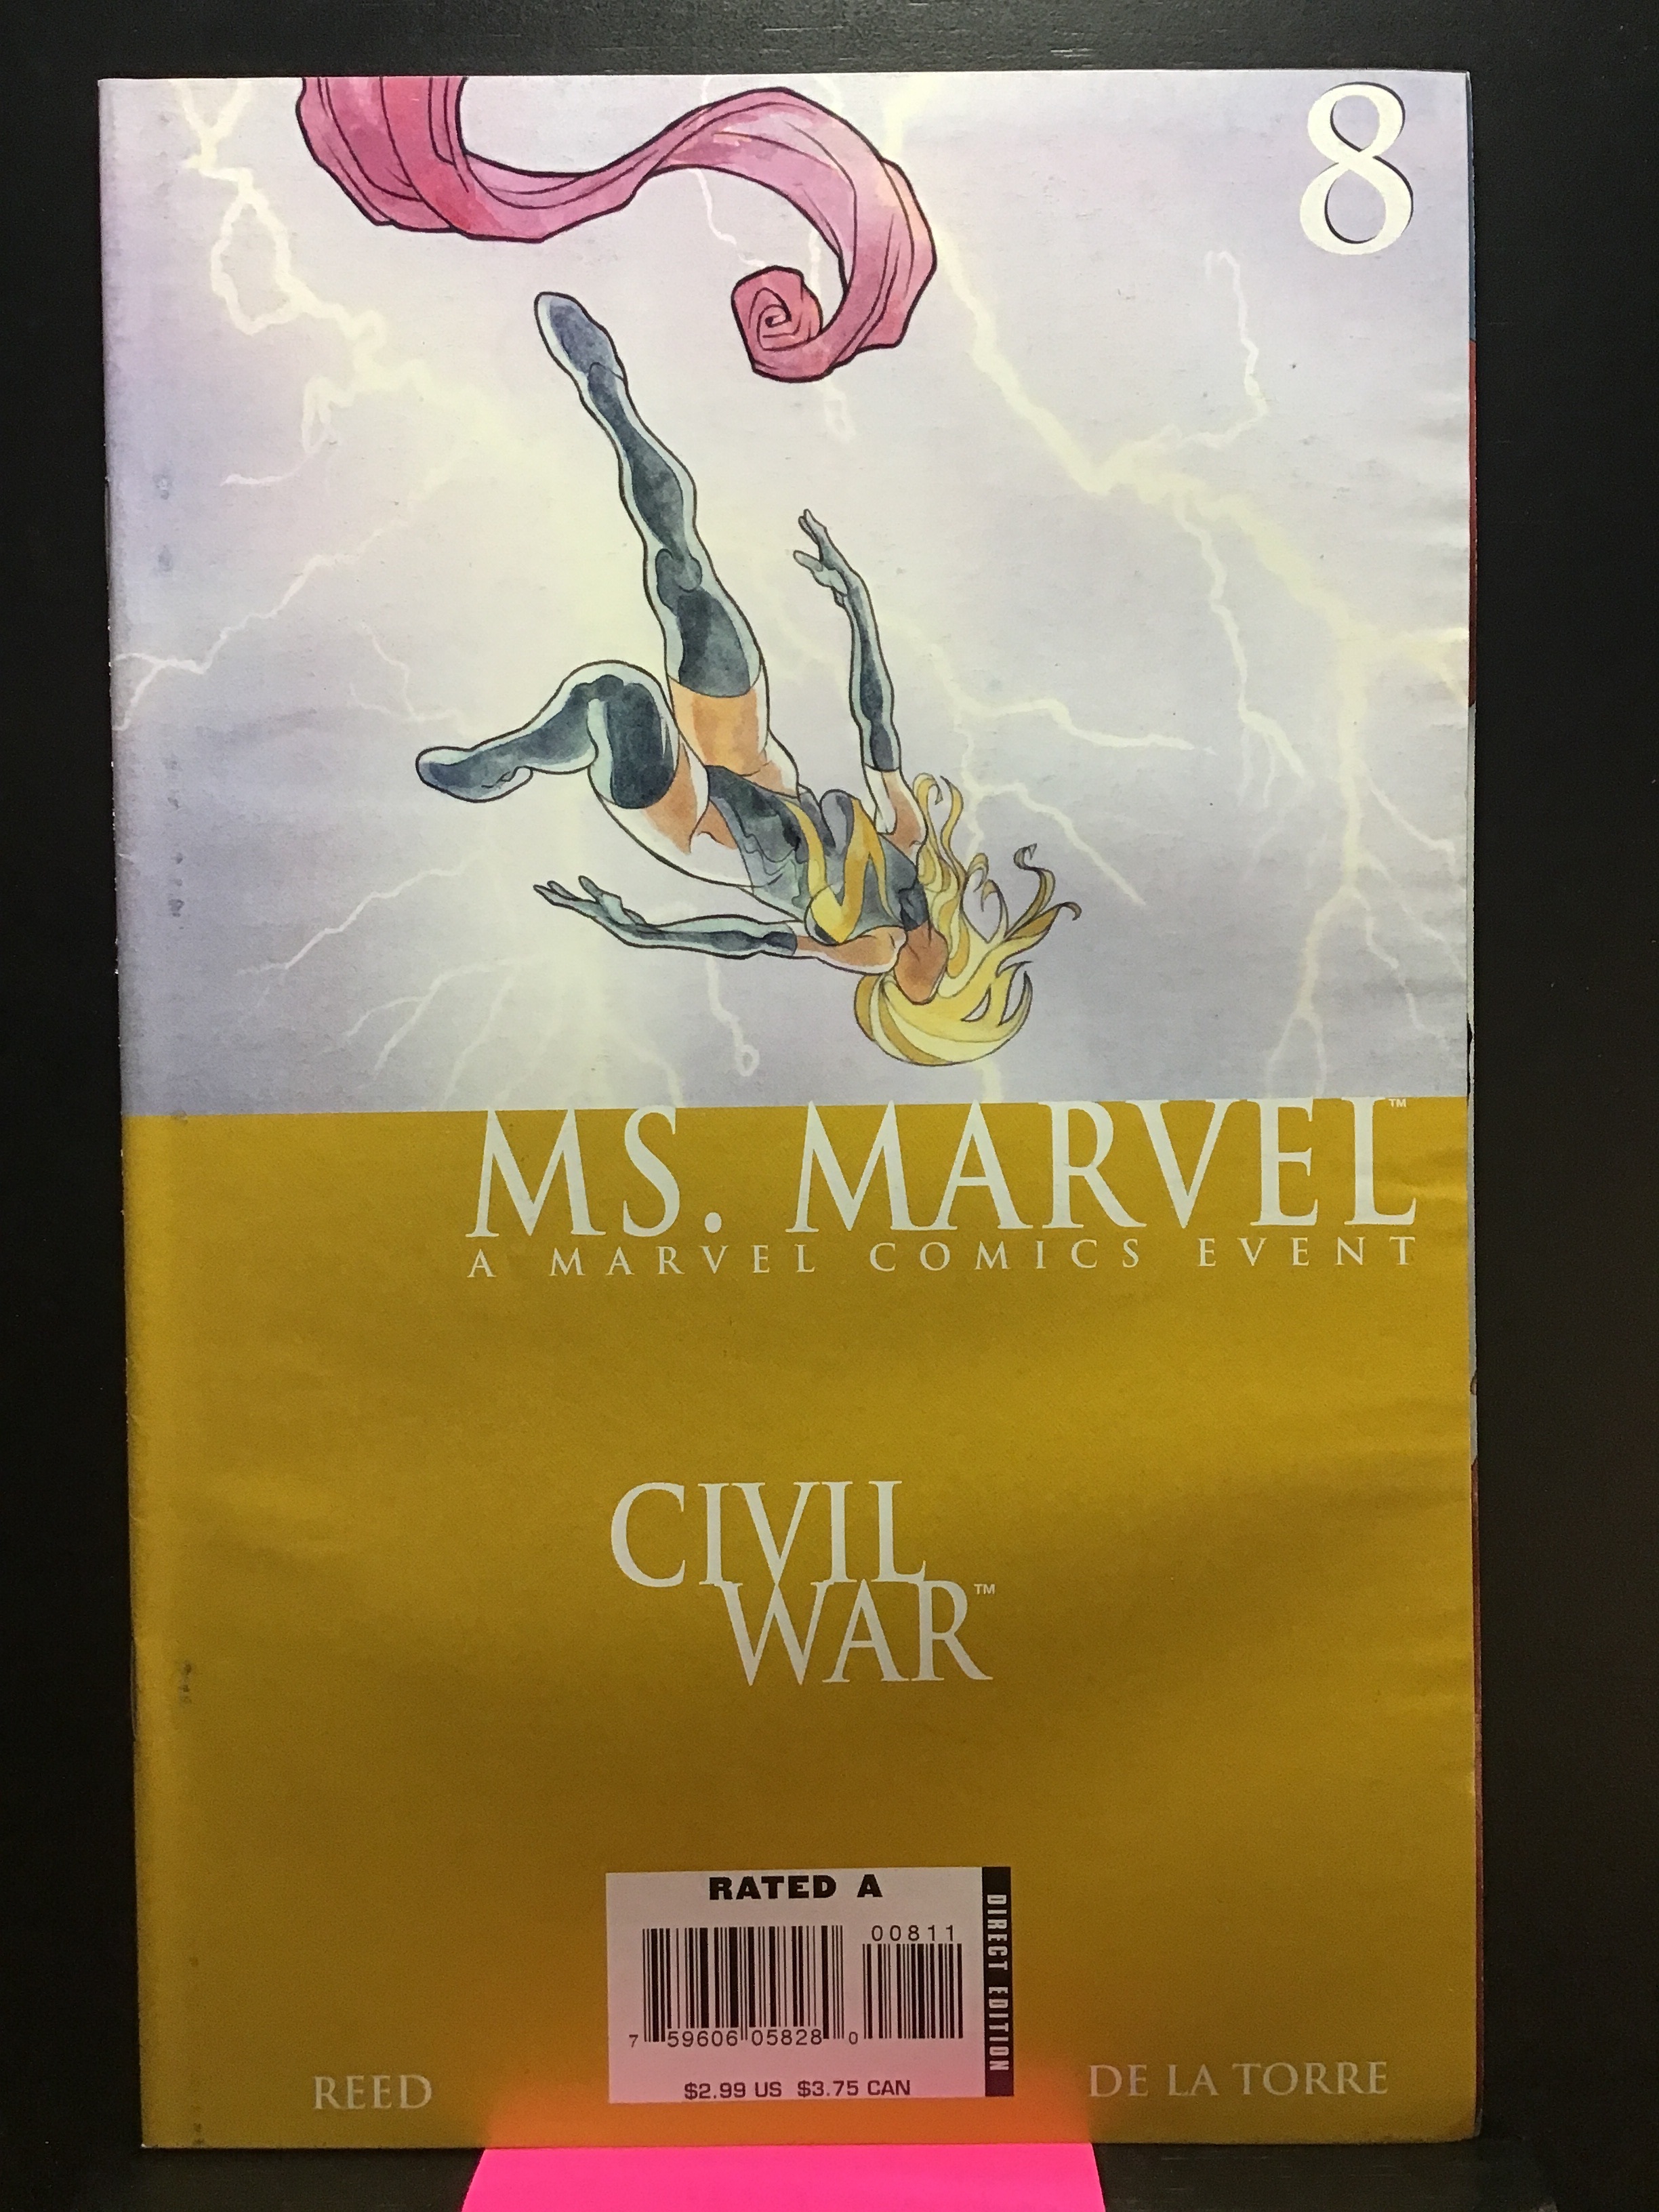 8
MS. MARVEL™
A MARVEL COMICS EVENT
CIVIL
WAR™
RATED A
00811
7 59606 05828 0
DIRECT EDITION
$2.99 US $3.75 CAN
REED
DE LA TORRE